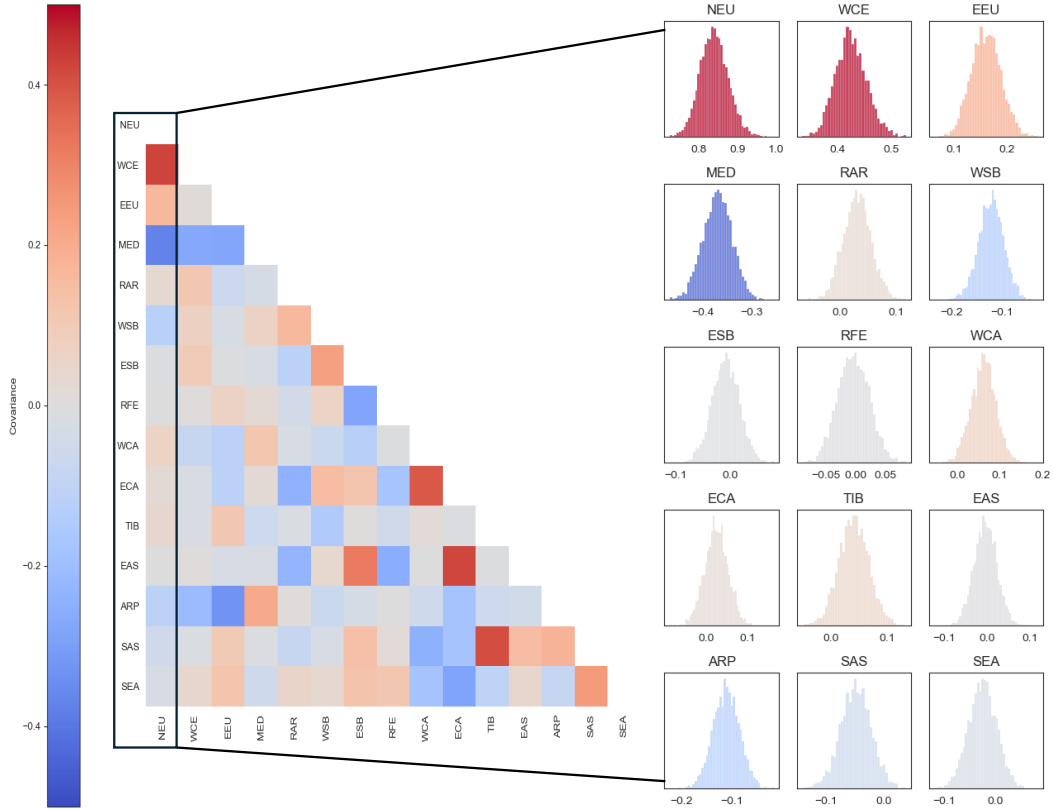 Covariance
0.4
0.2
0.0
−0.2
−0.4
NEU
WCE
EEU
MED
RAR
WSB
ESB
RFE
WCA
ECA
TIB
EAS
ARP
SAS
SEA
NEU WCE EEU MED RAR WSB ESB RFE WCA ECA TIB EAS ARP SAS SEA
NEU WCE EEU
0.8 0.9 1.0 0.4 0.5 0.1 0.2
MED RAR WSB
−0.4 −0.3 0.0 0.1 −0.2 −0.1
ESB RFE WCA
−0.1 0.0 −0.05 0.00 0.05 0.0 0.1 0.2
ECA TIB EAS
0.0 0.1 0.0 0.1 −0.1 0.0 0.1
ARP SAS SEA
−0.2 −0.1 −0.1 0.0 −0.1 0.0